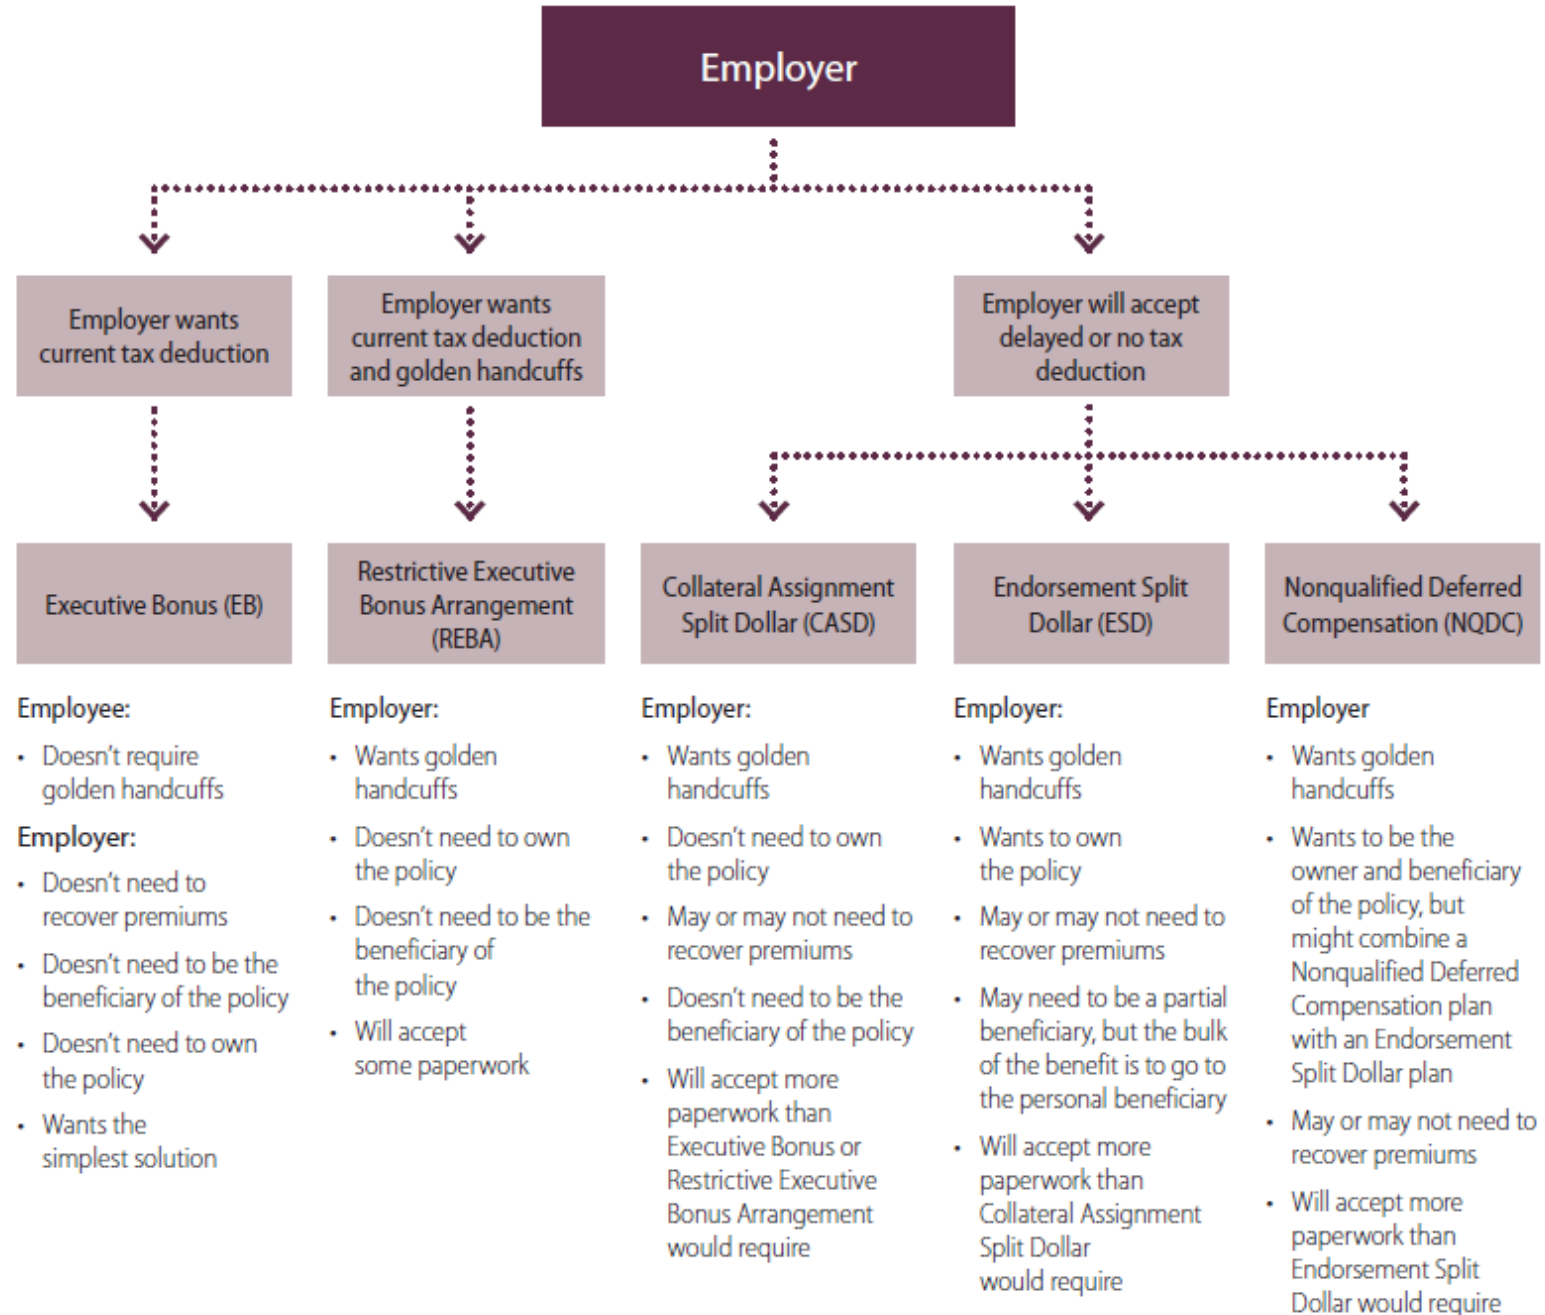 Employer
Employer wants
current tax deduction
Employer wants
current tax deduction
and golden handcuffs
Employer will accept
delayed or no tax
deduction
Executive Bonus (EB)
Restrictive Executive
Bonus Arrangement
(REBA)
Collateral Assignment
Split Dollar (CASD)
Endorsement Split
Dollar (ESD)
Nonqualified Deferred
Compensation (NQDC)
Employee:
• Doesn’t require
golden handcuffs
Employer:
• Doesn’t need to
recover premiums
• Doesn’t need to be the
beneficiary of the policy
• Doesn’t need to own
the policy
• Wants the
simplest solution
Employer:
• Wants golden
handcuffs
• Doesn’t need to own
the policy
• Doesn’t need to be the
beneficiary of
the policy
• Will accept
some paperwork
Employer:
• Wants golden
handcuffs
• Doesn’t need to own
the policy
• May or may not need to
recover premiums
• Doesn’t need to be the
beneficiary of the policy
• Will accept more
paperwork than
Executive Bonus or
Restrictive Executive
Bonus Arrangement
would require
Employer:
• Wants golden
handcuffs
• Wants to own
the policy
• May or may not need to
recover premiums
• May need to be a partial
beneficiary, but the bulk
of the benefit is to go to
the personal beneficiary
• Will accept more
paperwork than
Collateral Assignment
Split Dollar
would require
Employer
• Wants golden
handcuffs
• Wants to be the
owner and beneficiary
of the policy, but
might combine a
Nonqualified Deferred
Compensation plan
with an Endorsement
Split Dollar plan
• May or may not need to
recover premiums
• Will accept more
paperwork than
Endorsement Split
Dollar would require